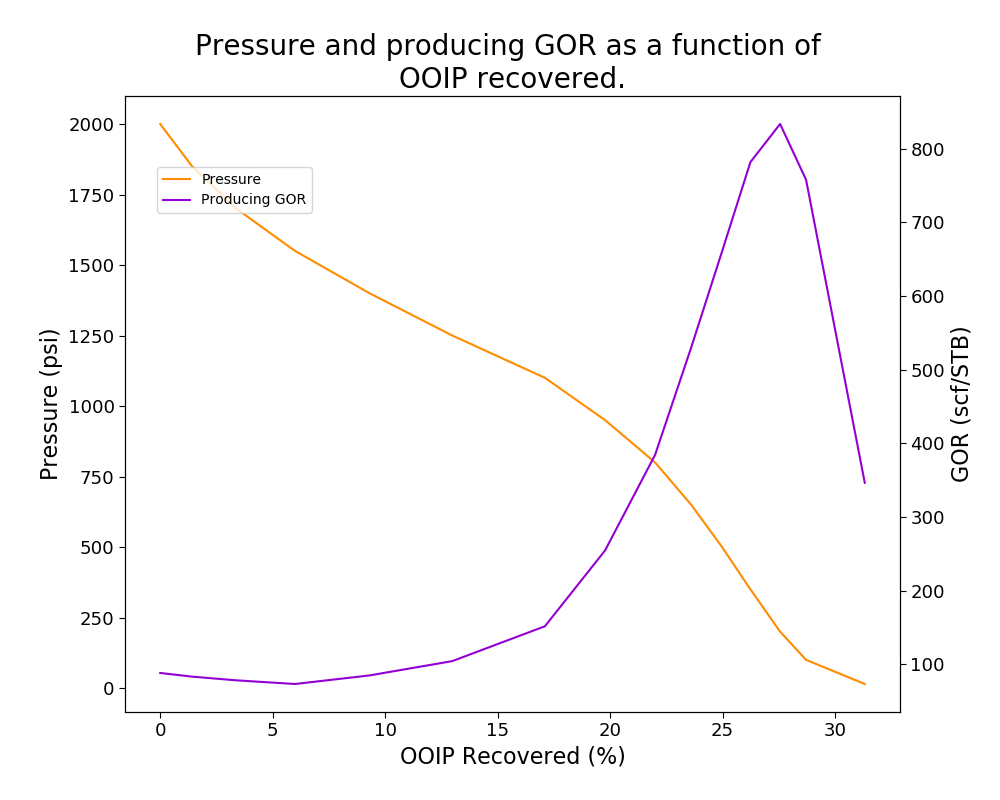 Pressure and producing GOR as a function of
OOIP recovered.
2000
1750
1500
1250
1000
750
500
250
0
Pressure (psi)
Pressure
Producing GOR
800
700
600
500
400
300
200
100
GOR (scf/STB)
0 5 10 15 20 25 30
OOIP Recovered (%)